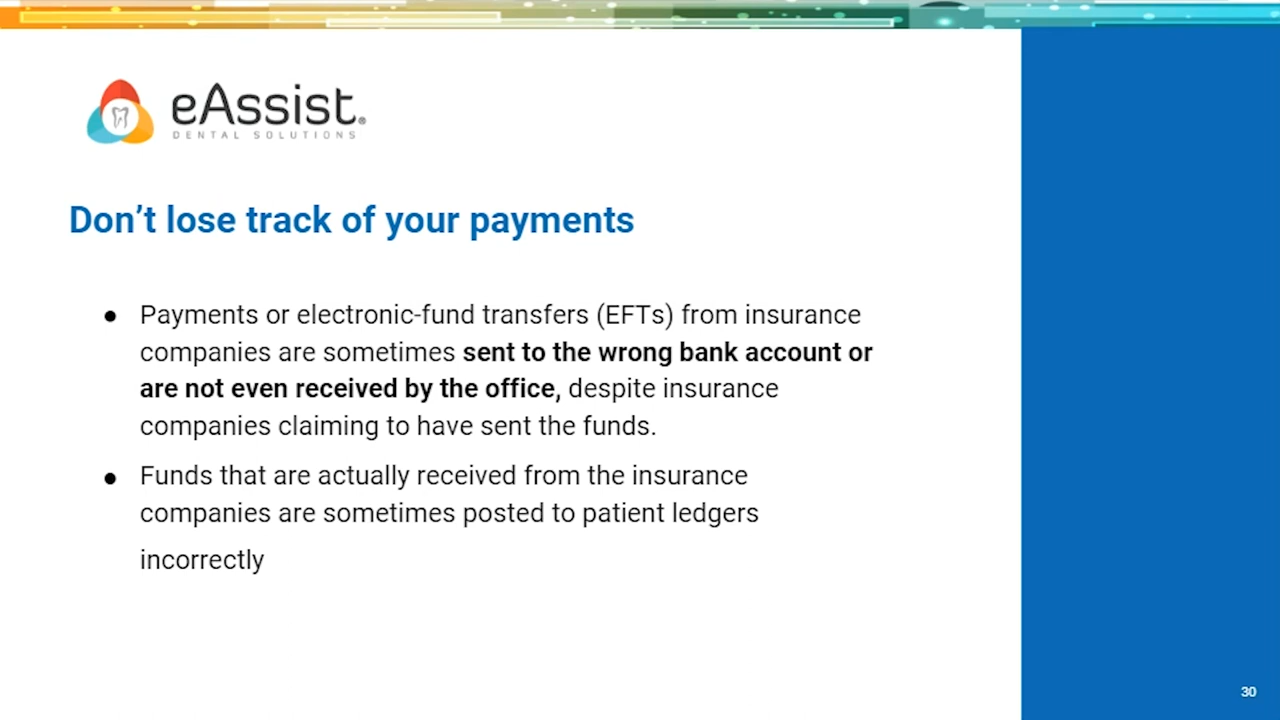 eAssist®
DENTAL SOLUTIONS
Don’t lose track of your payments
● Payments or electronic-fund transfers (EFTs) from insurance
companies are sometimes sent to the wrong bank account or
are not even received by the office, despite insurance
companies claiming to have sent the funds.
● Funds that are actually received from the insurance
companies are sometimes posted to patient ledgers
incorrectly
30